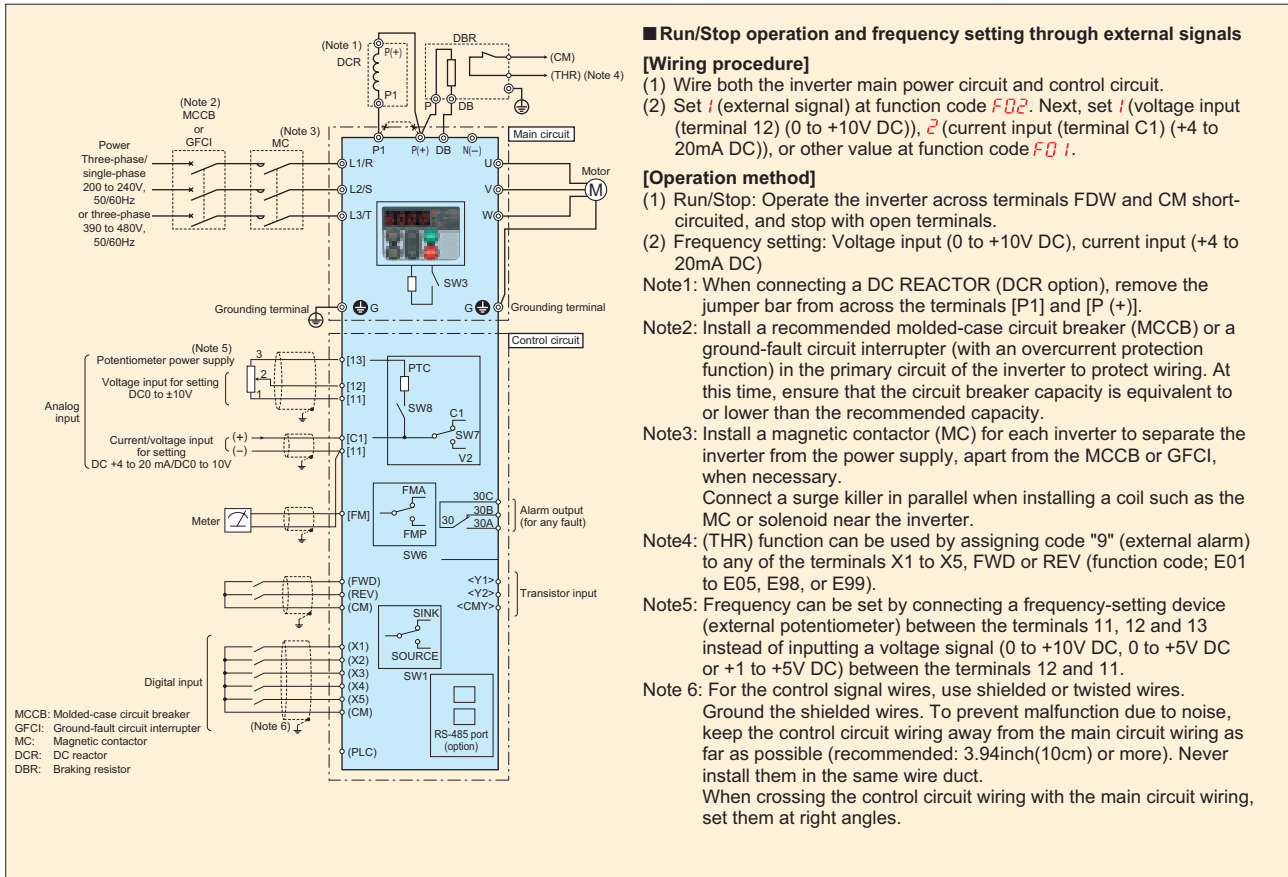 (Note 1)
DCR
P(+)
P1
DBR
(CM)
(THR) (Note 4)
P
DB
(Note 2)
MCCB
or
GFCI
(Note 3)
MC
Main circuit
P1
P(+)
DB
N(−)
Power
Three-phase/
single-phase
200 to 240V,
50/60Hz
or three-phase
390 to 480V,
50/60Hz
L1/R
L2/S
L3/T
U
V
W
Motor
M
SW3
Grounding terminal
G
G
Grounding terminal
Control circuit
(Note 5)
Potentiometer power supply
3
2
1
Voltage input for setting
DC0 to ±10V
Analog
input
Current/voltage input
for setting
DC +4 to 20 mA/DC0 to 10V
(+)
(−)
[13]
[12]
[11]
[C1]
[11]
PTC
SW8
C1
SW7
V2
Meter
[FM]
FMA
FMP
SW6
30C
30B
30
30A
Alarm output
(for any fault)
(FWD)
(REV)
(CM)
<Y1>
<Y2>
<CMY>
Transistor input
SINK
SOURCE
SW1
Digital input
(X1)
(X2)
(X3)
(X4)
(X5)
(CM)
(Note 6)
(PLC)
RS-485 port
(option)
MCCB: Molded-case circuit breaker
GFCI: Ground-fault circuit interrupter
MC: Magnetic contactor
DCR: DC reactor
DBR: Braking resistor
■ Run/Stop operation and frequency setting through external signals
[Wiring procedure]
(1) Wire both the inverter main power circuit and control circuit.
(2) Set 1 (external signal) at function code F02. Next, set 1 (voltage input
(terminal 12) (0 to +10V DC)), 2 (current input (terminal C1) (+4 to
20mA DC)), or other value at function code F01.
[Operation method]
(1) Run/Stop: Operate the inverter across terminals FDW and CM short-
circuited, and stop with open terminals.
(2) Frequency setting: Voltage input (0 to +10V DC), current input (+4 to
20mA DC)
Note1: When connecting a DC REACTOR (DCR option), remove the
jumper bar from across the terminals [P1] and [P (+)].
Note2: Install a recommended molded-case circuit breaker (MCCB) or a
ground-fault circuit interrupter (with an overcurrent protection
function) in the primary circuit of the inverter to protect wiring. At
this time, ensure that the circuit breaker capacity is equivalent to
or lower than the recommended capacity.
Note3: Install a magnetic contactor (MC) for each inverter to separate the
inverter from the power supply, apart from the MCCB or GFCI,
when necessary.
Connect a surge killer in parallel when installing a coil such as the
MC or solenoid near the inverter.
Note4: (THR) function can be used by assigning code "9" (external alarm)
to any of the terminals X1 to X5, FWD or REV (function code; E01
to E05, E98, or E99).
Note5: Frequency can be set by connecting a frequency-setting device
(external potentiometer) between the terminals 11, 12 and 13
instead of inputting a voltage signal (0 to +10V DC, 0 to +5V DC
or +1 to +5V DC) between the terminals 12 and 11.
Note 6: For the control signal wires, use shielded or twisted wires.
Ground the shielded wires. To prevent malfunction due to noise,
keep the control circuit wiring away from the main circuit wiring as
far as possible (recommended: 3.94inch(10cm) or more). Never
install them in the same wire duct.
When crossing the control circuit wiring with the main circuit wiring,
set them at right angles.